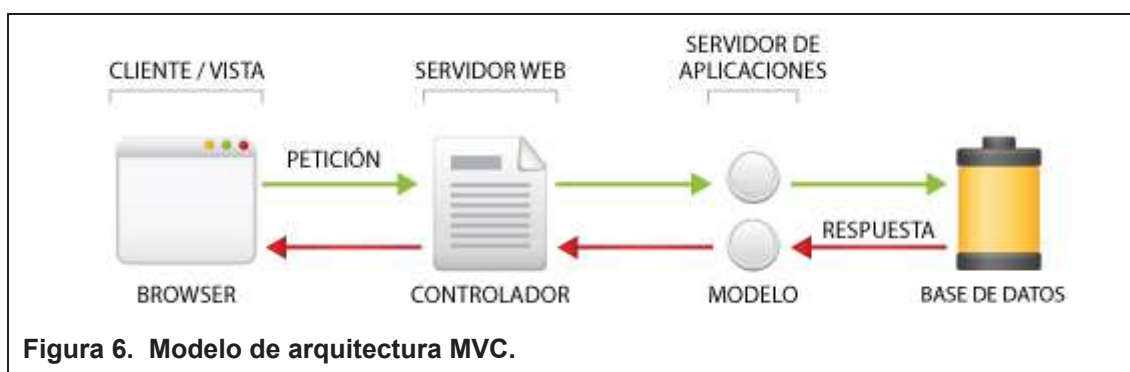 CLIENTE / VISTA
SERVIDOR WEB
SERVIDOR DE
APLICACIONES
PETICIÓN
RESPUESTA
BROWSER
CONTROLADOR
MODELO
BASE DE DATOS
Figura 6. Modelo de arquitectura MVC.